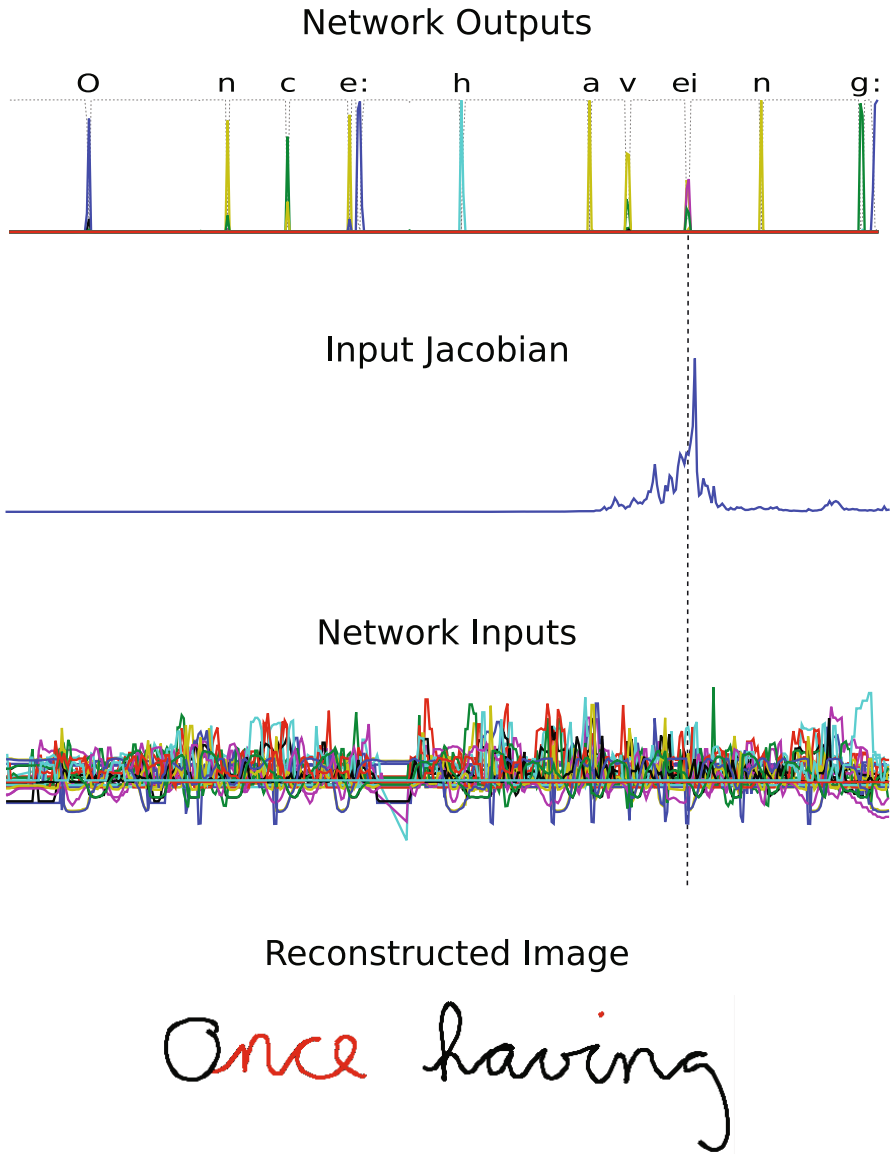 Network Outputs
O n c e: h a v ei n g:
Input Jacobian
Network Inputs
Reconstructed Image
Once having